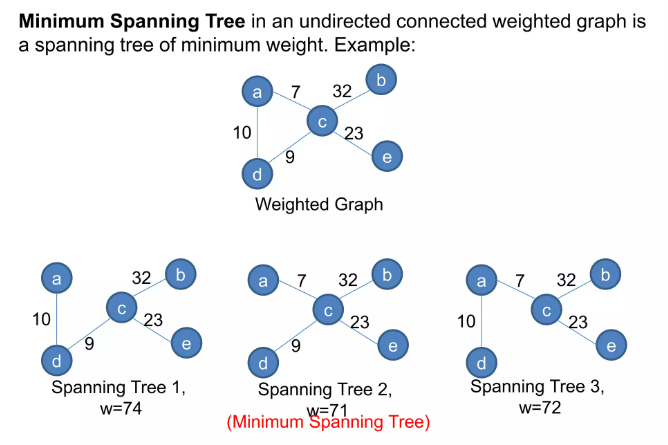 Minimum Spanning Tree in an undirected connected weighted graph is
a spanning tree of minimum weight. Example:
a 7 32 b
c
10 23
9 e
d
Weighted Graph
a 32 b
c
10 23
9 e
d
Spanning Tree 1,
w=74
a 7 32 b
c
23
9 e
d
Spanning Tree 2,
w=71
(Minimum Spanning Tree)
a 7 32 b
c
10 23
e
d
Spanning Tree 3,
w=72